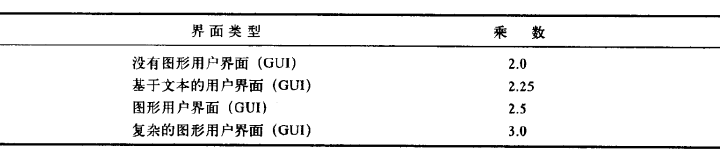 界面类型 乘数
没有图形用户界面（GUI） 2.0
基于文本的用户界面（GUI） 2.25
图形用户界面（GUI） 2.5
复杂的图形用户界面（GUI） 3.0